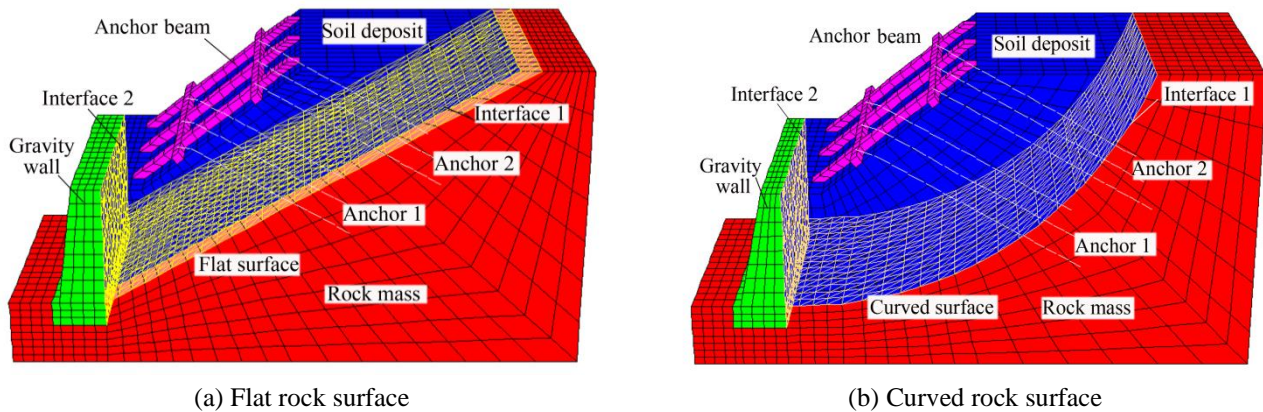 Anchor beam
Soil deposit
Interface 2
Gravity
wall
Interface 1
Anchor 2
Anchor 1
Flat surface
Rock mass
(a) Flat rock surface
Anchor beam
Soil deposit
Interface 2
Interface 1
Gravity
wall
Anchor 2
Anchor 1
Curved surface
Rock mass
(b) Curved rock surface